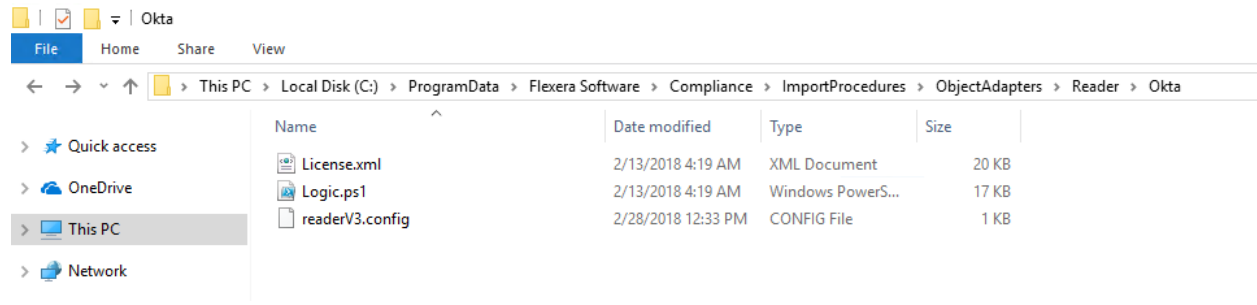 Okta
File Home Share View
This PC > Local Disk (C:) > ProgramData > Flexera Software > Compliance > ImportProcedures > ObjectAdapters > Reader > Okta
Name Date modified Type Size
Quick access
License.xml 2/13/2018 4:19 AM XML Document 20 KB
OneDrive
Logic.ps1 2/13/2018 4:19 AM Windows PowerS... 17 KB
This PC
readerV3.config 2/28/2018 12:33 PM CONFIG File 1 KB
Network